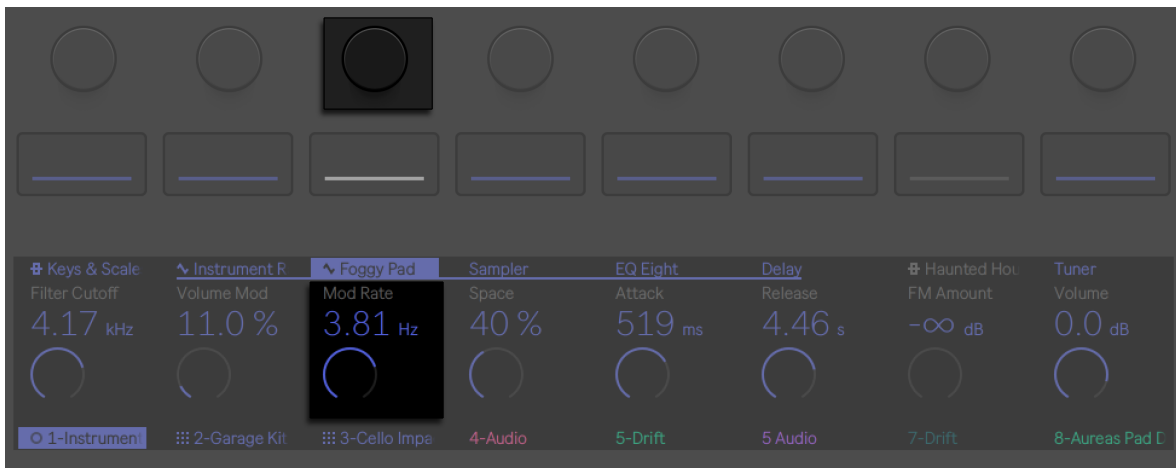 Keys & Scale Instrument R Foggy Pad Sampler EQ Eight Delay Haunted Hou Tuner
Filter Cutoff Volume Mod Mod Rate Space Attack Release FM Amount Volume
4.17 kHz 11.0 % 3.81 Hz 40 % 519 ms 4.46 s -∞ dB 0.0 dB
1-Instrument 2-Garage Kit 3-Cello Impa 4-Audio 5-Drift 5 Audio 7-Drift 8-Aureas Pad D